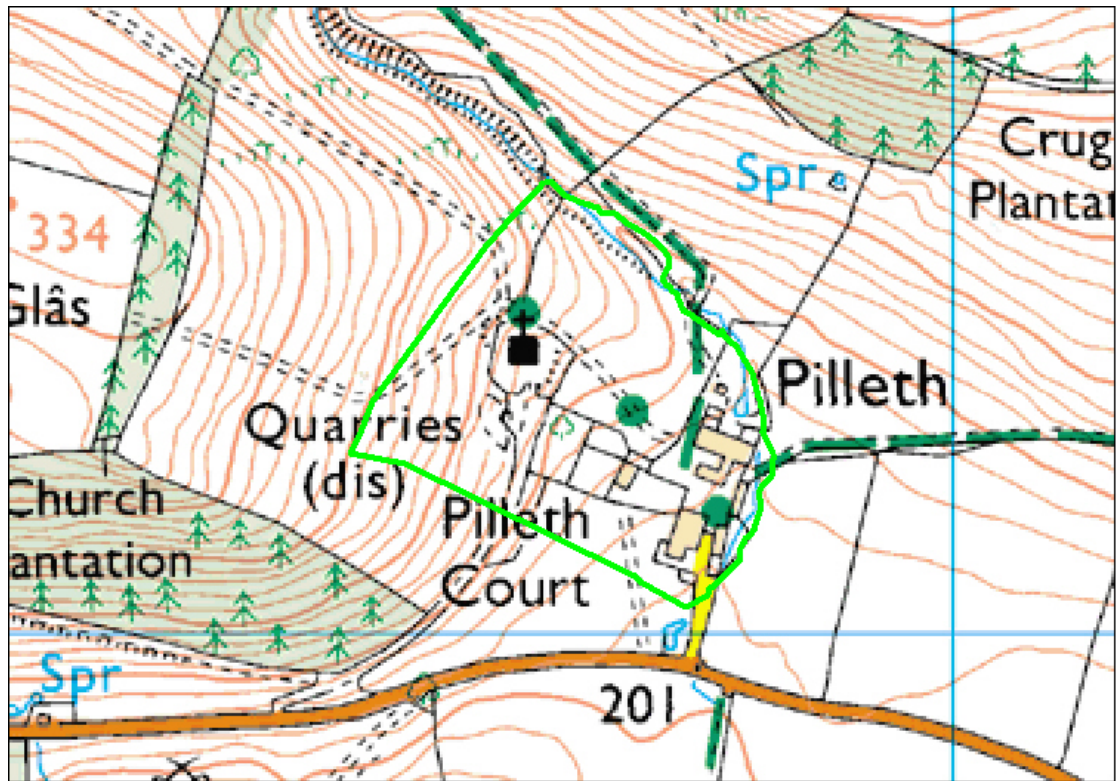 Crug
Spr
Plantat
334
Glâs
Pilleth
Quarries
(dis)
Church
Pilleth
antation
Court
Spr
201